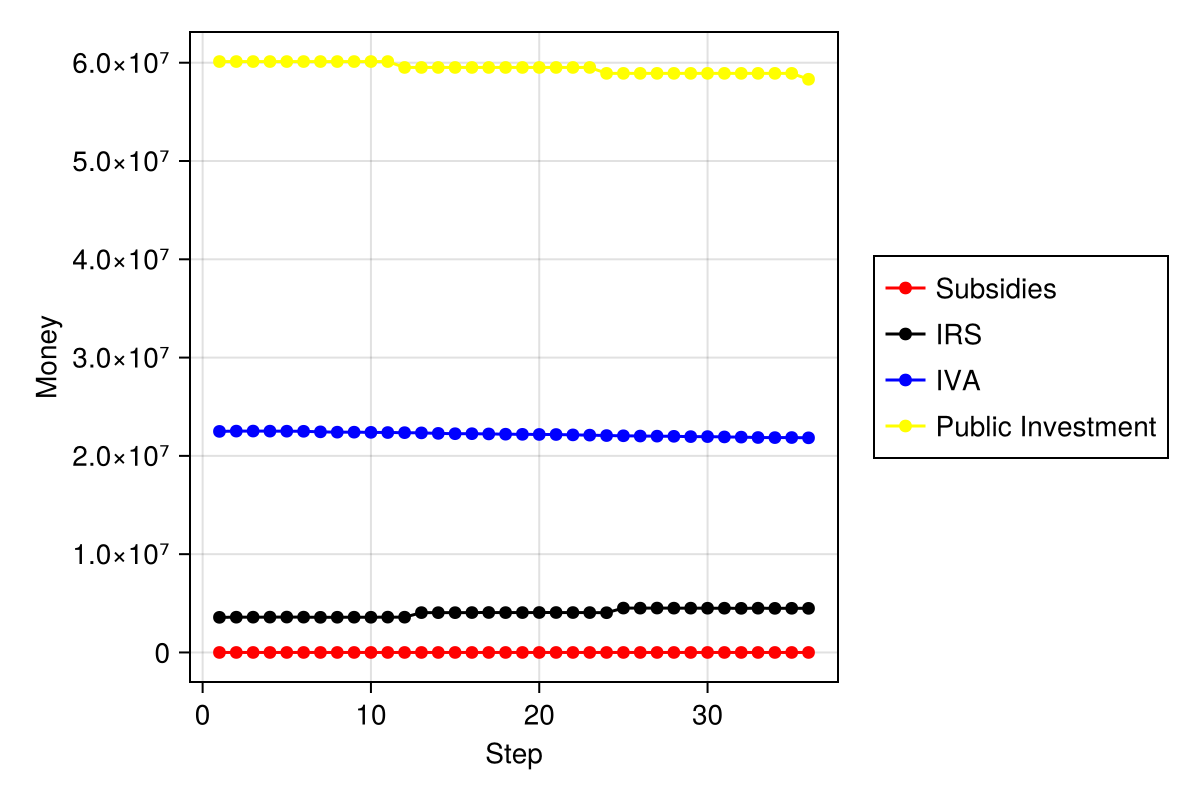 6.0×10⁷
5.0×10⁷
4.0×10⁷
3.0×10⁷
2.0×10⁷
1.0×10⁷
0
Money
0 10 20 30
Step
Subsidies
IRS
IVA
Public Investment